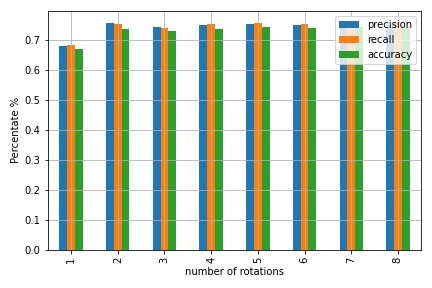 precision
recall
accuracy
0.7
0.6
0.5
0.4
0.3
0.2
0.1
0.0
Percentate %
1 2 3 4 5 6 7 8
number of rotations